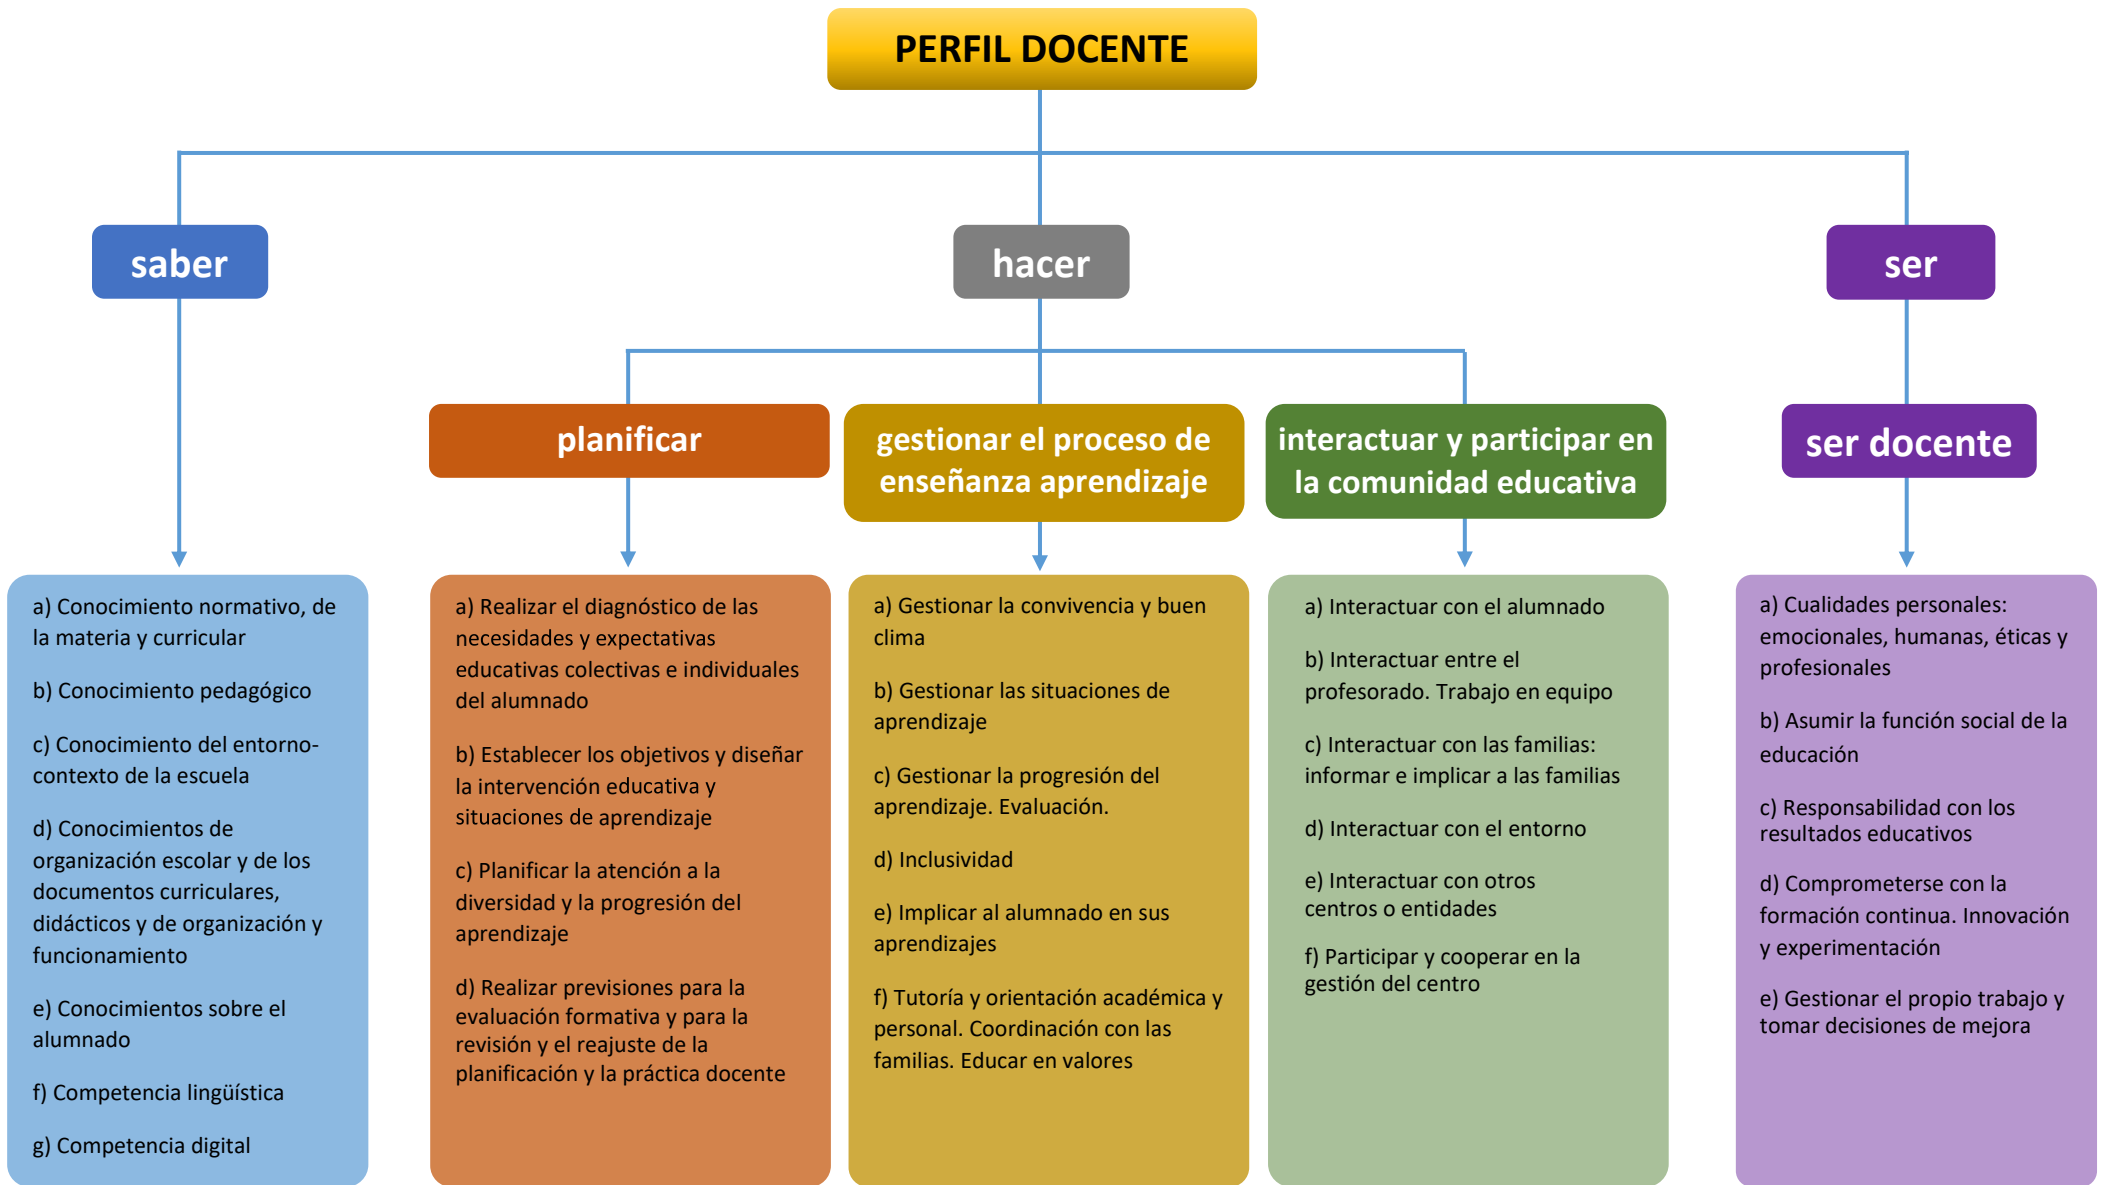 PERFIL DOCENTE
saber
hacer
ser
planificar
gestionar el proceso de
enseñanza aprendizaje
interactuar y participar en
la comunidad educativa
ser docente
a) Conocimiento normativo, de
la materia y curricular
b) Conocimiento pedagógico
c) Conocimiento del entorno-
contexto de la escuela
d) Conocimientos de
organización escolar y de los
documentos curriculares,
didácticos y de organización y
funcionamiento
e) Conocimientos sobre el
alumnado
f) Competencia lingüística
g) Competencia digital
a) Realizar el diagnóstico de las
necesidades y expectativas
educativas colectivas e individuales
del alumnado
b) Establecer los objetivos y diseñar
la intervención educativa y
situaciones de aprendizaje
c) Planificar la atención a la
diversidad y la progresión del
aprendizaje
d) Realizar previsiones para la
evaluación formativa y para la
revisión y el reajuste de la
planificación y la práctica docente
a) Gestionar la convivencia y buen
clima
b) Gestionar las situaciones de
aprendizaje
c) Gestionar la progresión del
aprendizaje. Evaluación.
d) Inclusividad
e) Implicar al alumnado en sus
aprendizajes
f) Tutoría y orientación académica y
personal. Coordinación con las
familias. Educar en valores
a) Interactuar con el alumnado
b) Interactuar entre el
profesorado. Trabajo en equipo
c) Interactuar con las familias:
informar e implicar a las familias
d) Interactuar con el entorno
e) Interactuar con otros
centros o entidades
f) Participar y cooperar en la
gestión del centro
a) Cualidades personales:
emocionales, humanas, éticas y
profesionales
b) Asumir la función social de la
educación
c) Responsabilidad con los
resultados educativos
d) Comprometerse con la
formación continua. Innovación
y experimentación
e) Gestionar el propio trabajo y
tomar decisiones de mejora